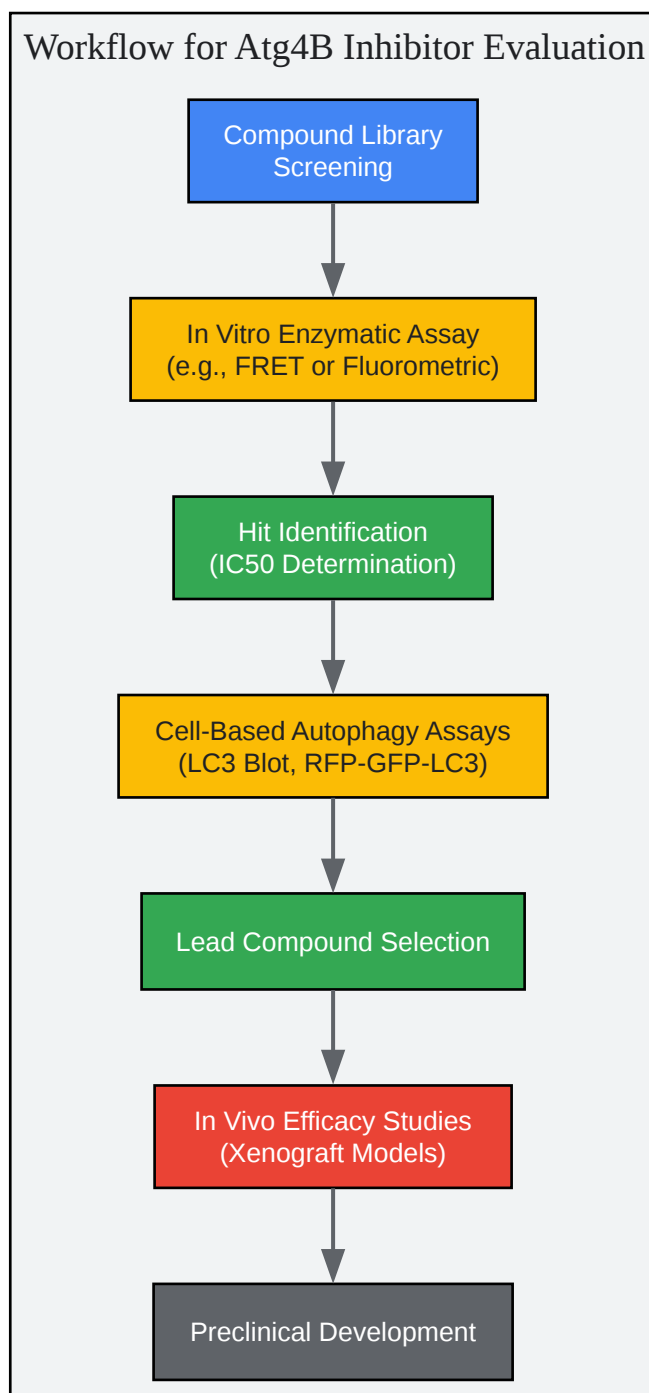 Workflow for Atg4B Inhibitor Evaluation
Compound Library
Screening
In Vitro Enzymatic Assay
(e.g., FRET or Fluorometric)
Hit Identification
(IC50 Determination)
Cell-Based Autophagy Assays
(LC3 Blot, RFP-GFP-LC3)
Lead Compound Selection
In Vivo Efficacy Studies
(Xenograft Models)
Preclinical Development